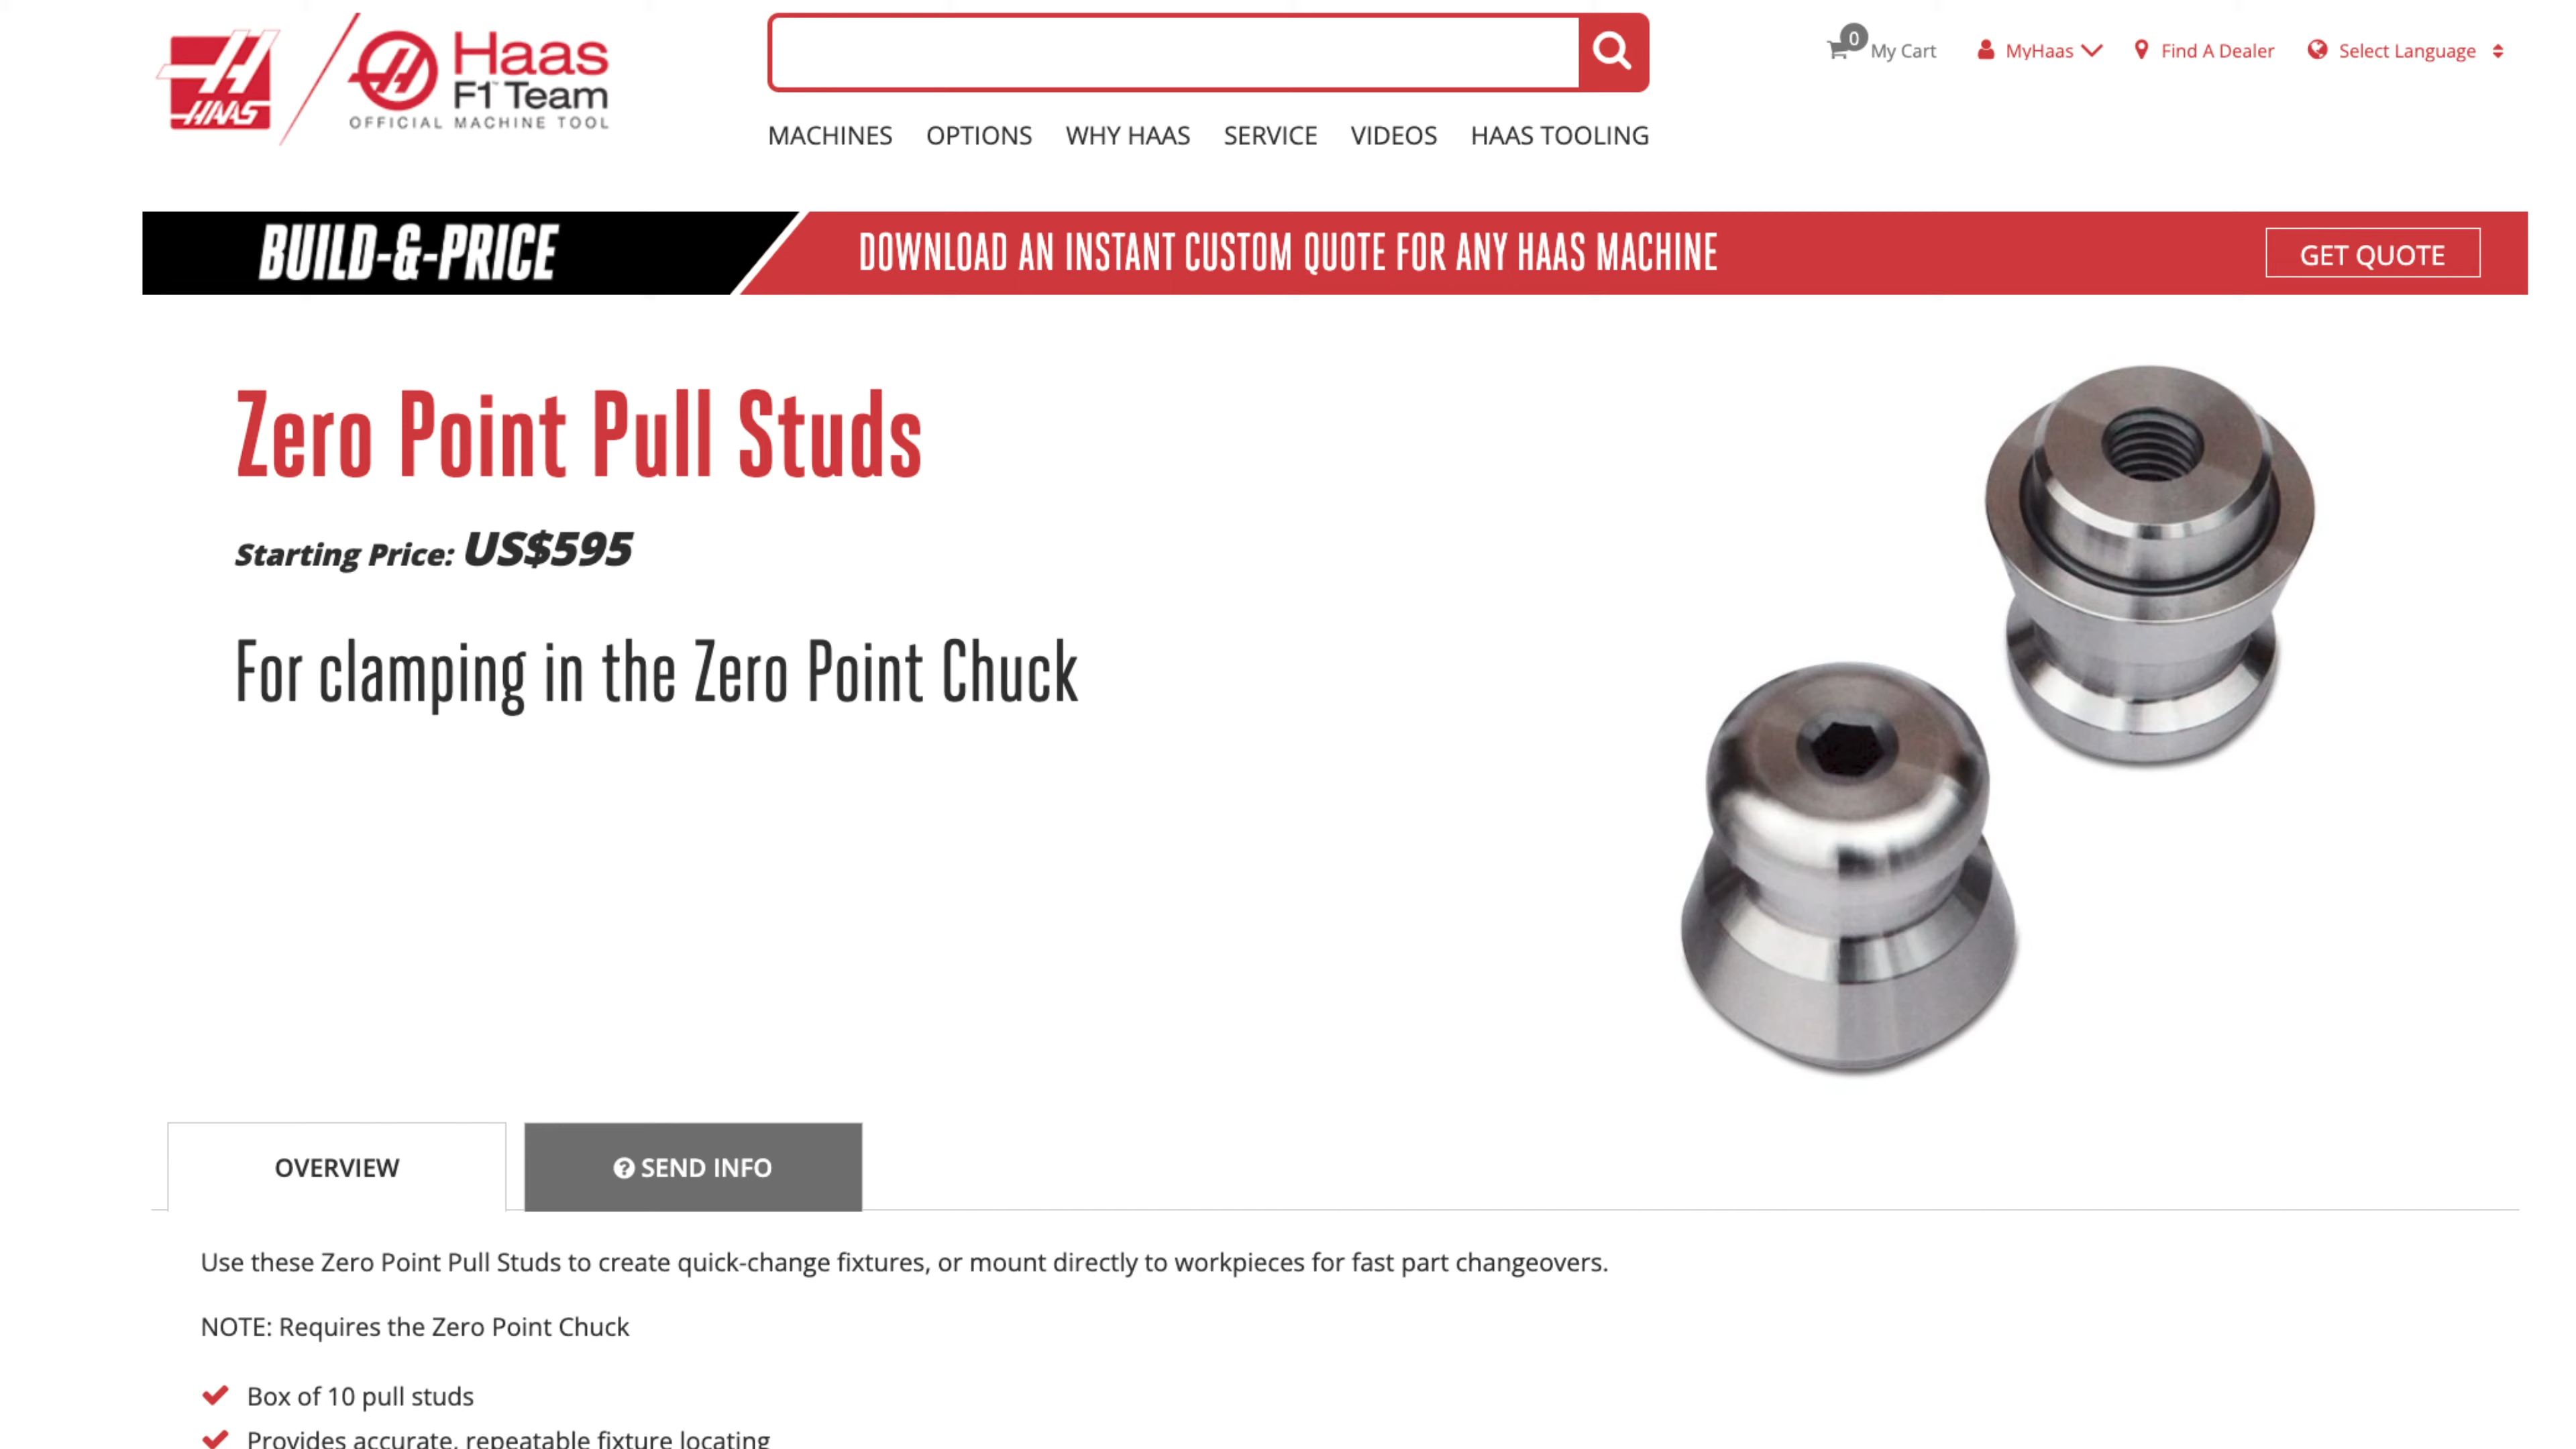 HAAS
Haas
F1 Team
OFFICIAL MACHINE TOOL
0 My Cart
MyHaas
Find A Dealer
Select Language
MACHINES OPTIONS WHY HAAS SERVICE VIDEOS HAAS TOOLING
BUILD-&-PRICE DOWNLOAD AN INSTANT CUSTOM QUOTE FOR ANY HAAS MACHINE GET QUOTE
Zero Point Pull Studs
Starting Price: US$595
For clamping in the Zero Point Chuck
OVERVIEW
SEND INFO
Use these Zero Point Pull Studs to create quick-change fixtures, or mount directly to workpieces for fast part changeovers.
NOTE: Requires the Zero Point Chuck
Box of 10 pull studs
Provides accurate, repeatable fixture locating